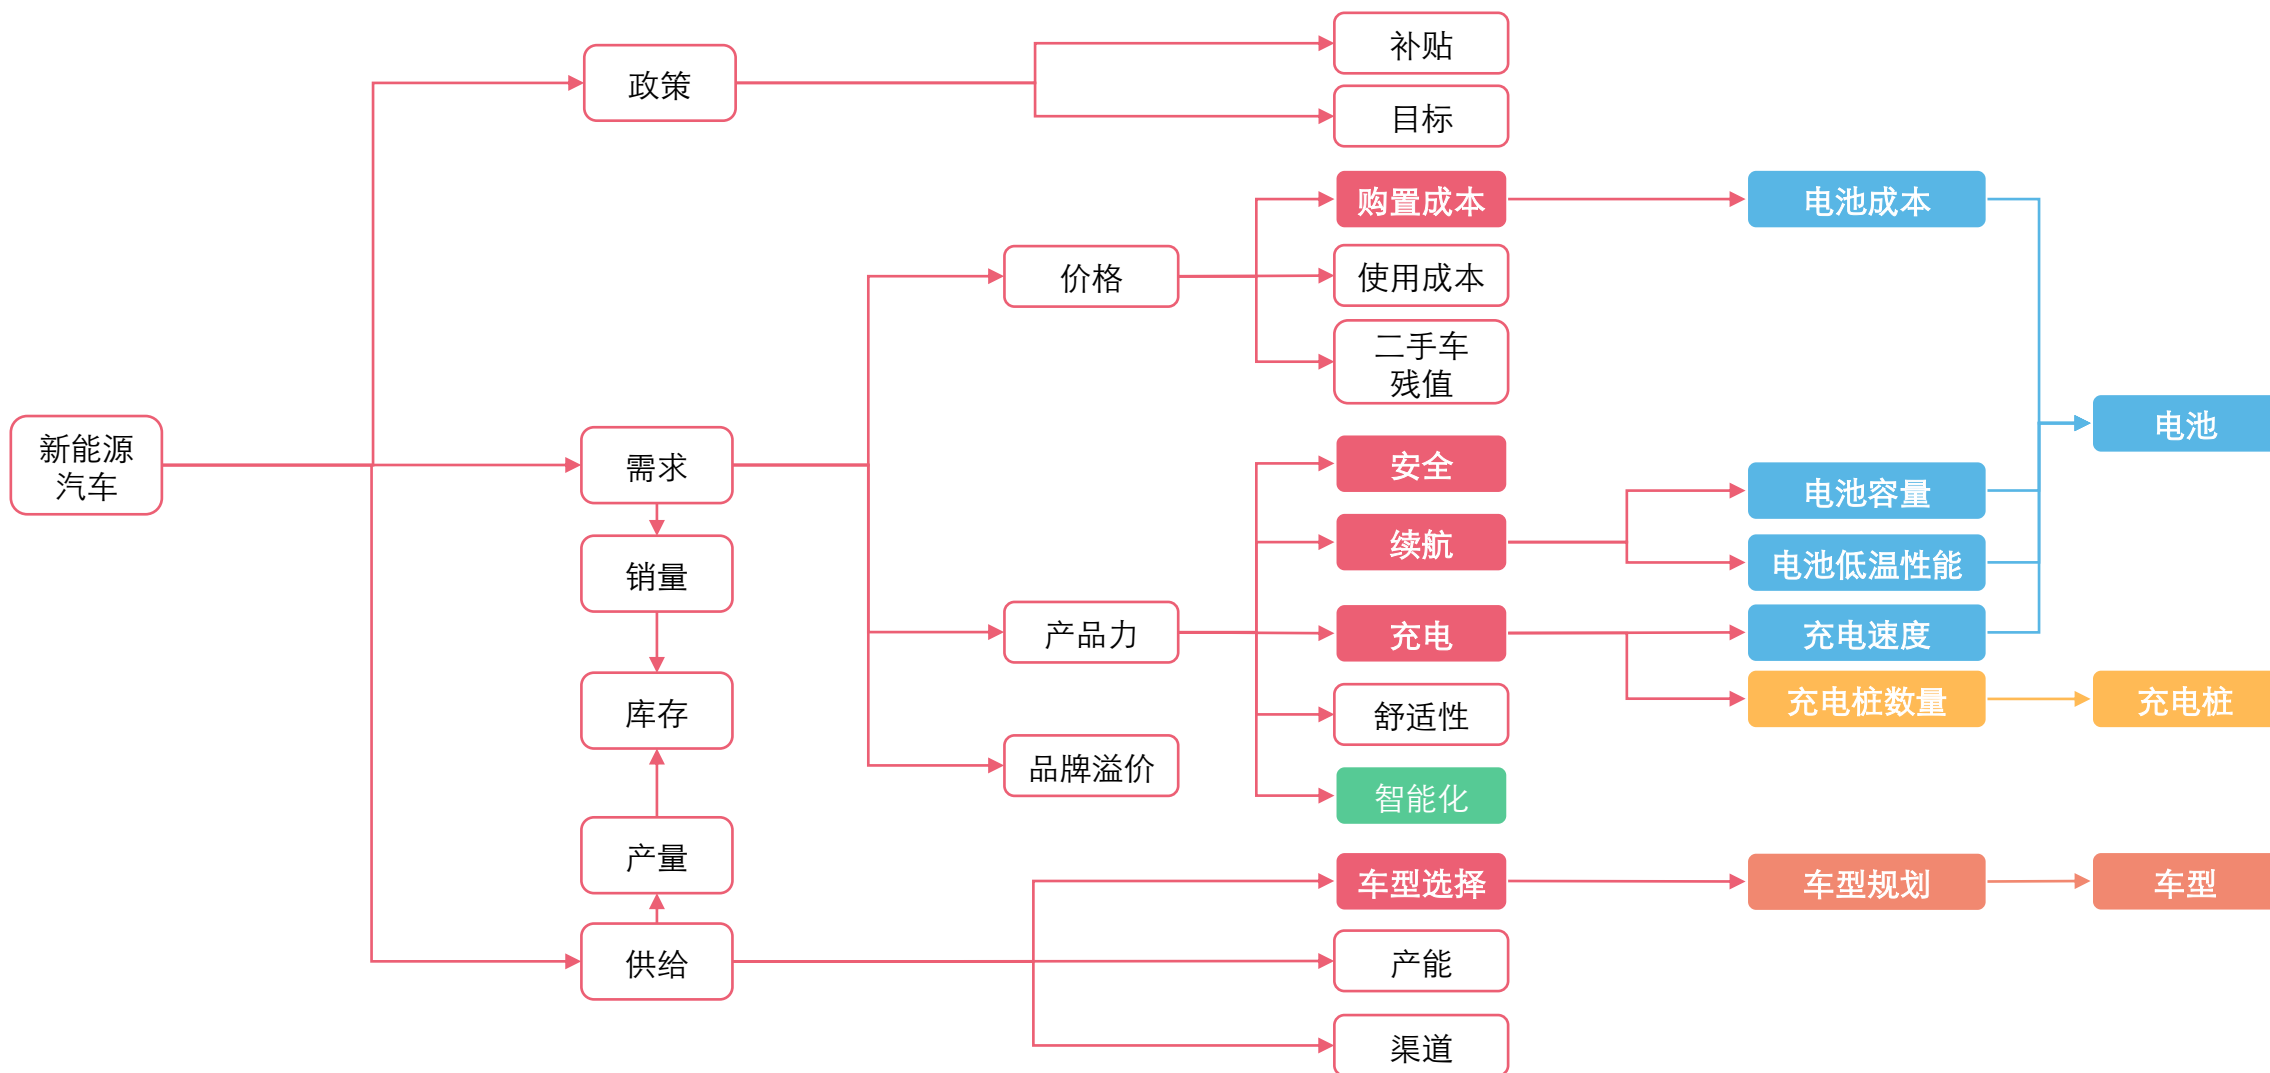 补贴
政策
目标
购置成本
电池成本
价格
使用成本
二手车
残值
电池
新能源
汽车
需求
安全
电池容量
续航
电池低温性能
销量
产品力
充电
充电速度
库存
舒适性
充电桩数量
充电桩
品牌溢价
智能化
产量
车型选择
车型规划
车型
供给
产能
渠道